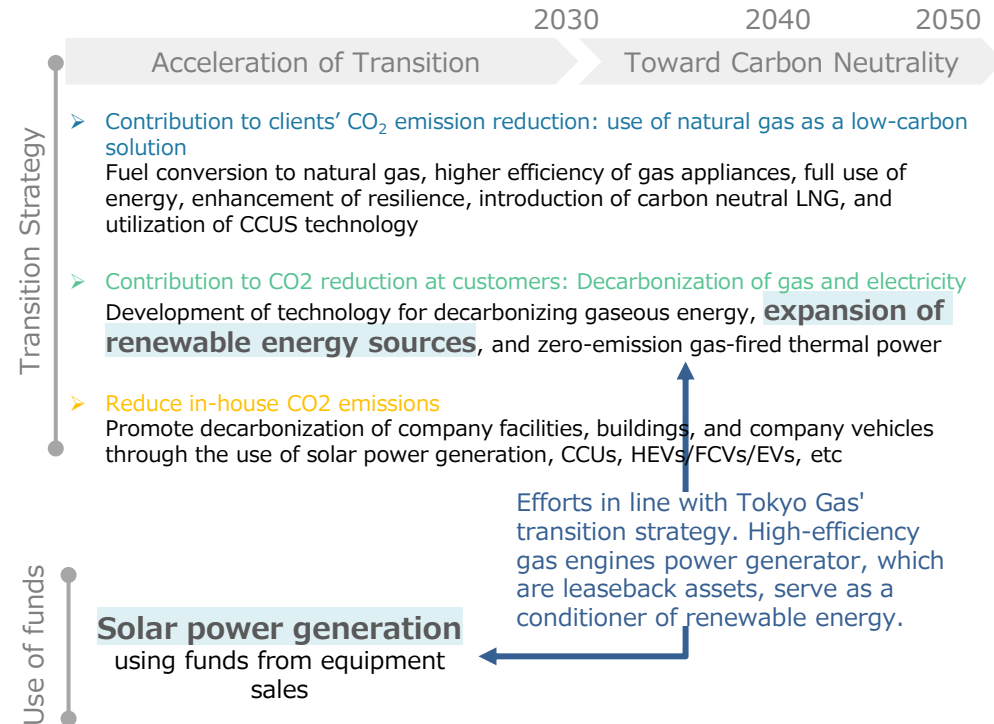 2030 2040 2050
Acceleration of Transition
Toward Carbon Neutrality
Transition Strategy
➢ Contribution to clients' CO₂ emission reduction: use of natural gas as a low-carbon
solution
Fuel conversion to natural gas, higher efficiency of gas appliances, full use of
energy, enhancement of resilience, introduction of carbon neutral LNG, and
utilization of CCUS technology
➢ Contribution to CO2 reduction at customers: Decarbonization of gas and electricity
Development of technology for decarbonizing gaseous energy, expansion of
renewable energy sources, and zero-emission gas-fired thermal power
➢ Reduce in-house CO2 emissions
Promote decarbonization of company facilities, buildings, and company vehicles
through the use of solar power generation, CCUs, HEVs/FCVs/EVs, etc
Efforts in line with Tokyo Gas'
transition strategy. High-efficiency
gas engines power generator, which
are leaseback assets, serve as a
conditioner of renewable energy.
Use of funds
Solar power generation
using funds from equipment
sales